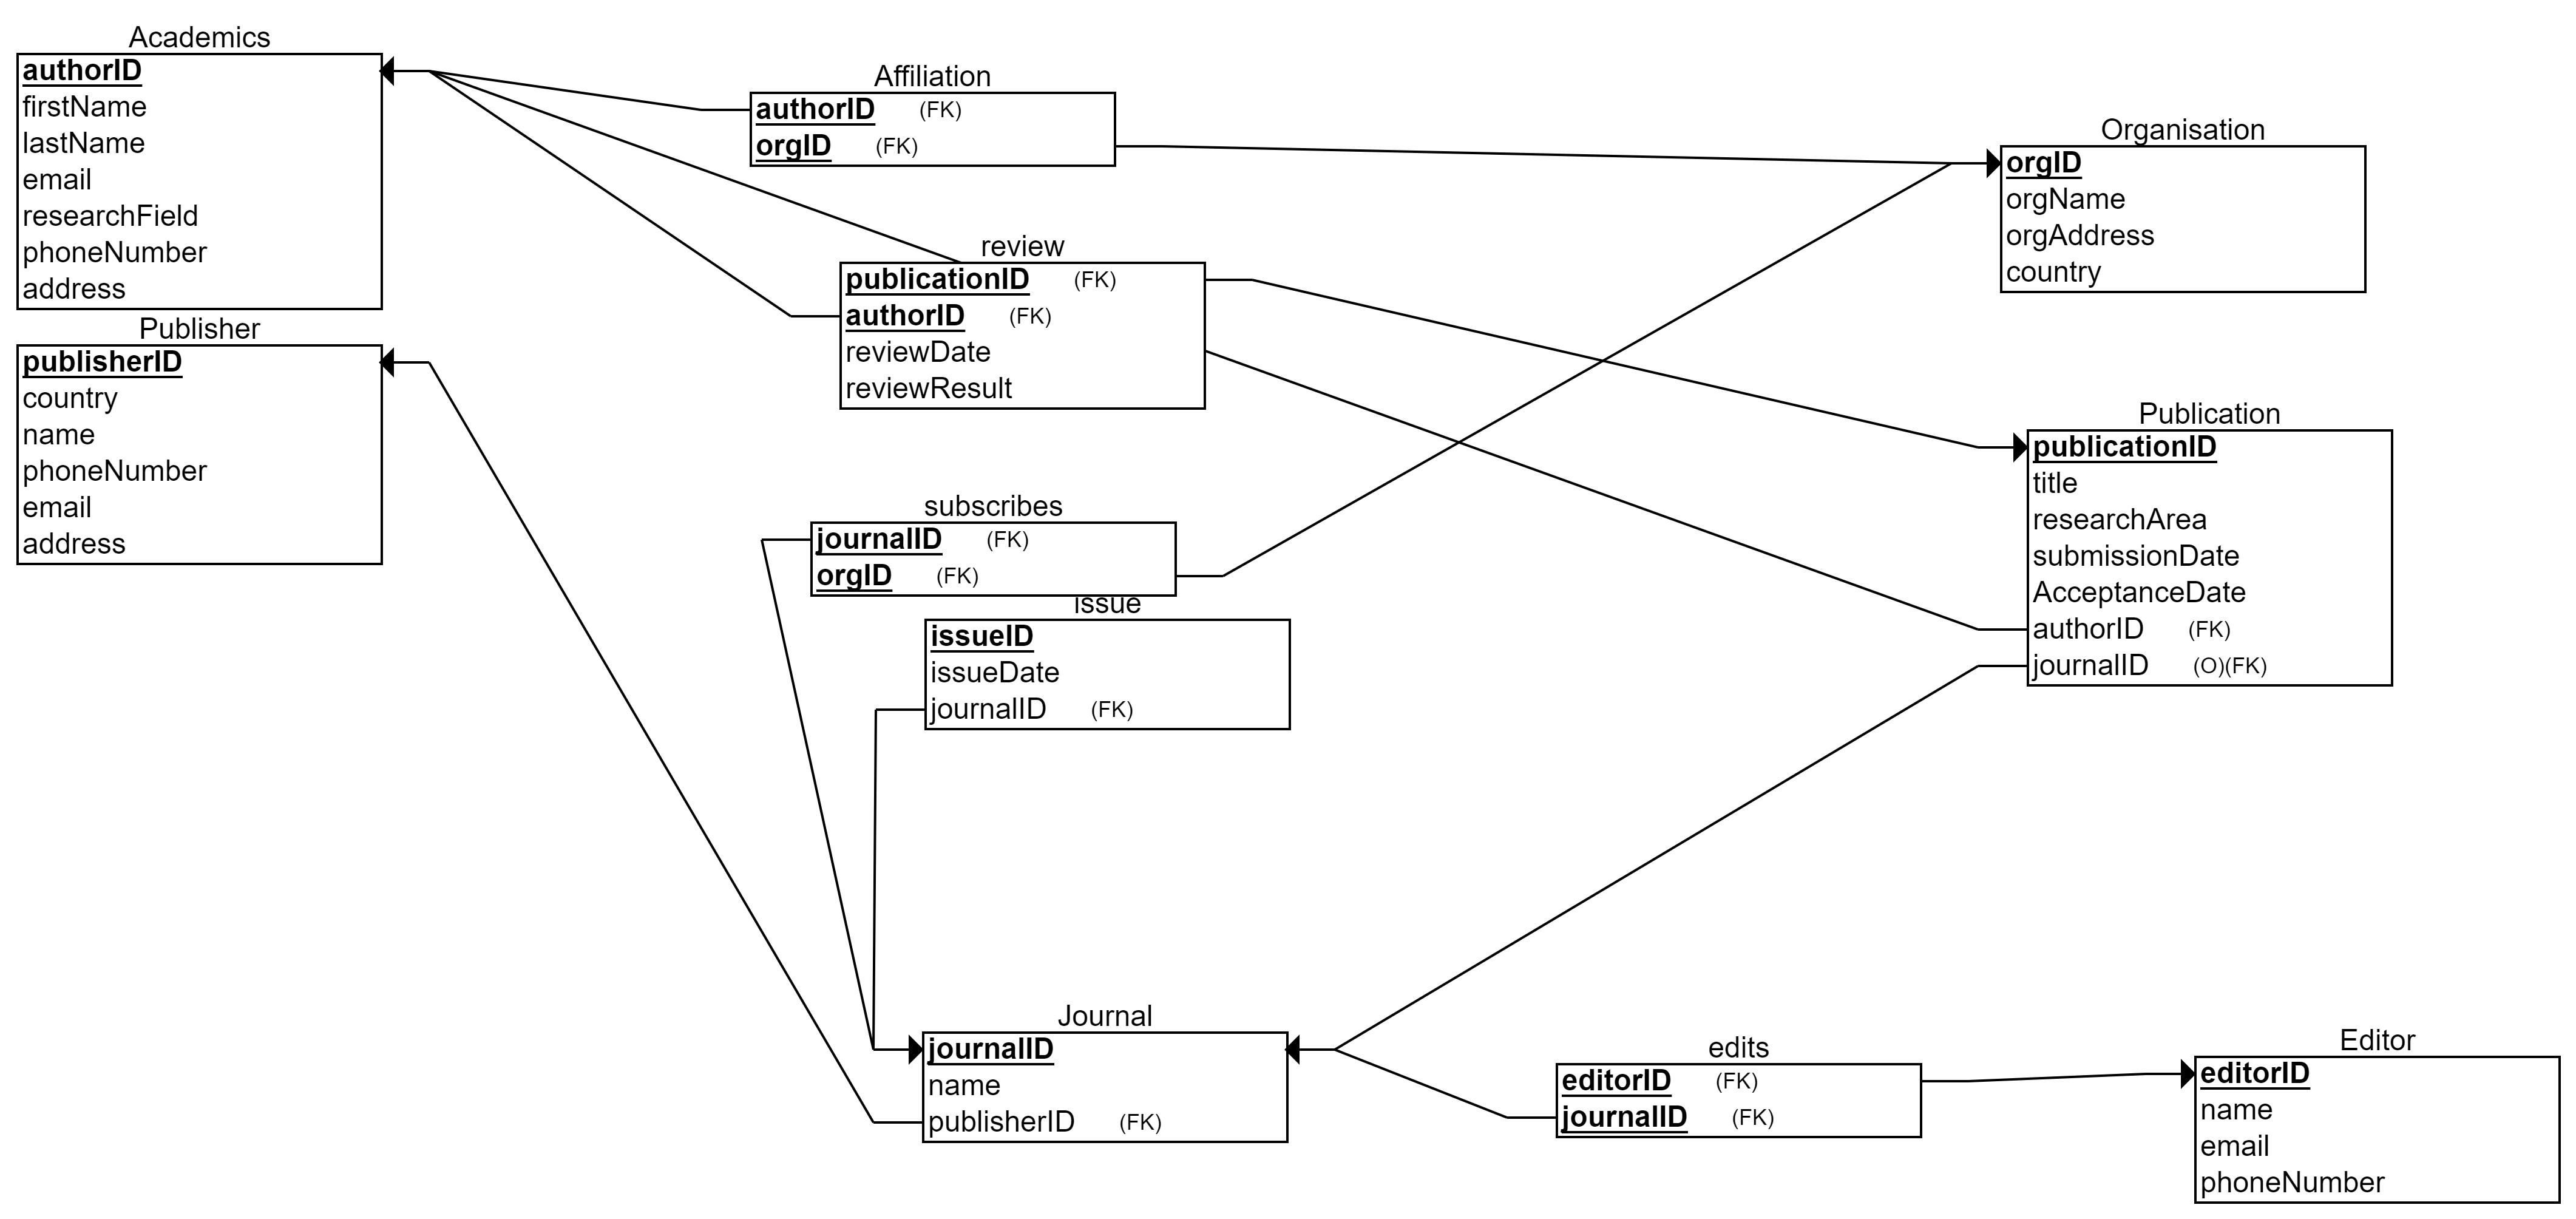 Academics
authorID
firstName
lastName
email
researchField
phoneNumber
address
Affiliation
authorID (FK)
orgID (FK)
Organisation
orgID
orgName
orgAddress
country
review
publicationID (FK)
authorID (FK)
reviewDate
reviewResult
Publisher
publisherID
country
name
phoneNumber
email
address
Publication
publicationID
title
researchArea
submissionDate
AcceptanceDate
authorID (FK)
journalID (O)(FK)
subscribes
journalID (FK)
orgID (FK)
issue
issueID
issueDate
journalID (FK)
Journal
journalID
name
publisherID (FK)
edits
editorID (FK)
journalID (FK)
Editor
editorID
name
email
phoneNumber